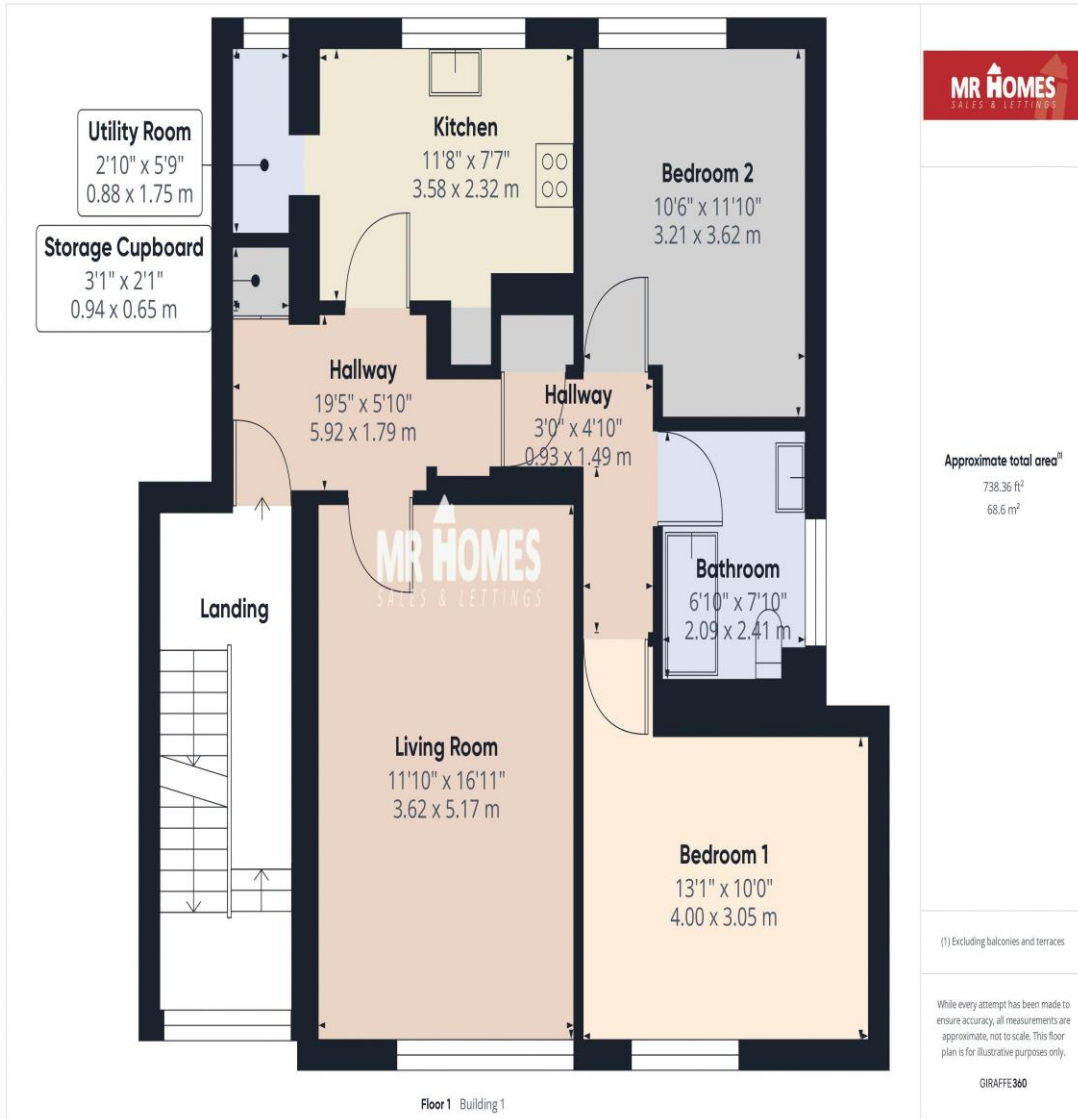 MR HOMES
SALES & LETTINGS
Utility Room
2'10" x 5'9"
0.88 x 1.75 m
Storage Cupboard
3'1" x 2'1"
0.94 x 0.65 m
Kitchen
11'8" x 7'7"
3.58 x 2.32 m
Bedroom 2
10'6" x 11'10"
3.21 x 3.62 m
Hallway
19'5" x 5'10"
5.92 x 1.79 m
Hallway
3'0" x 4'10"
0.93 x 1.49 m
MR HOMES
SALES & LETTINGS
Landing
Bathroom
6'10" x 7'10"
2.09 x 2.41 m
Living Room
11'10" x 16'11"
3.62 x 5.17 m
Bedroom 1
13'1" x 10'0"
4.00 x 3.05 m
Approximate total area(1)
738.36 ft²
68.6 m²
(1) Excluding balconies and terraces
While every attempt has been made to
ensure accuracy, all measurements are
approximate, not to scale. This floor
plan is for illustrative purposes only.
GIRAFFE360
Floor 1 Building 1